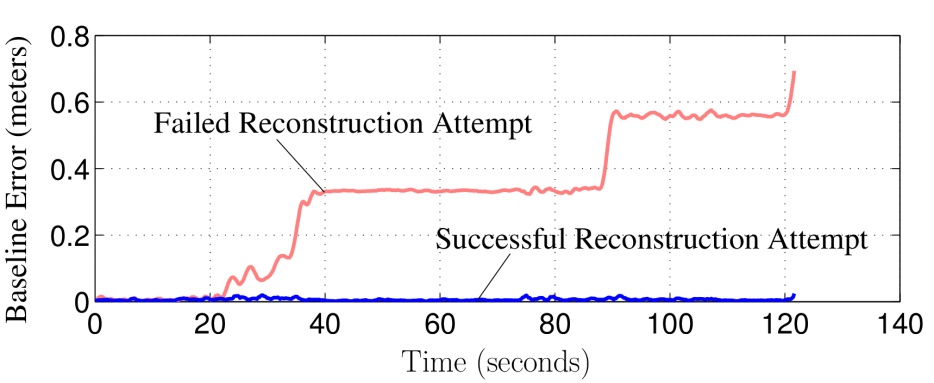 0.8
0.6
0.4
0.2
0
Baseline Error (meters)
Failed Reconstruction Attempt
Successful Reconstruction Attempt
0 20 40 60 80 100 120 140
Time (seconds)